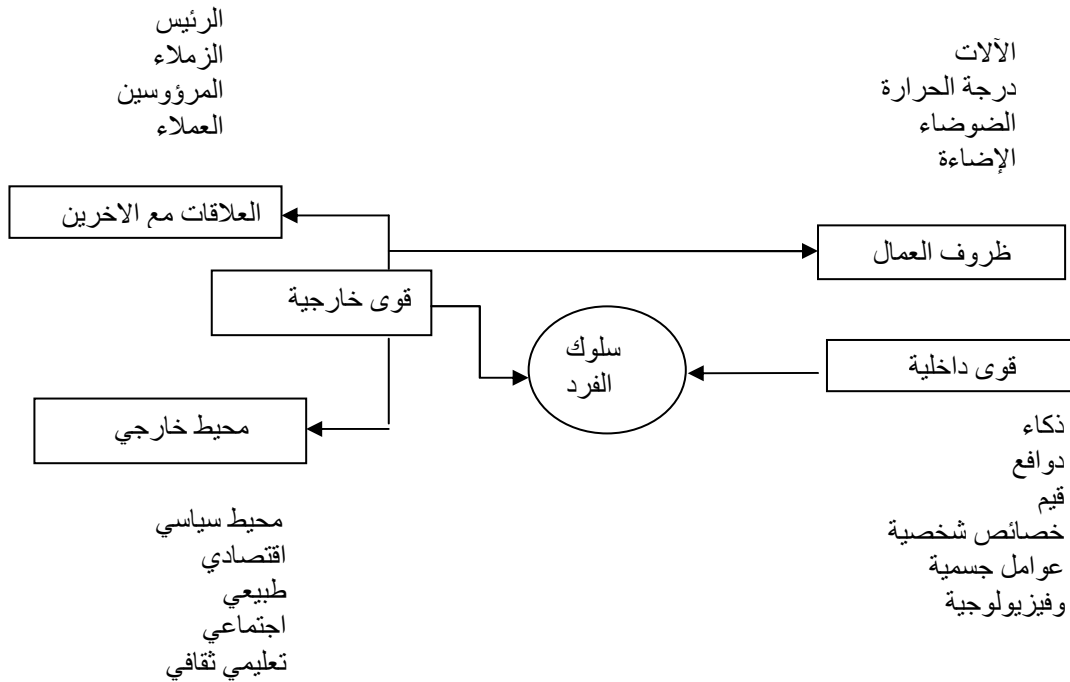 الرئيس
الزملاء
المرؤوسين
العملاء
الآلات
درجة الحرارة
الضوضاء
الإضاءة
العلاقات مع الاخرين
ظروف العمال
قوى خارجية
سلوك
الفرد
قوى داخلية
محيط خارجي
ذكاء
دوافع
قيم
خصائص شخصية
عوامل جسمية
وفيزيولوجية
محيط سياسي
اقتصادي
طبيعي
اجتماعي
تعليمي ثقافي